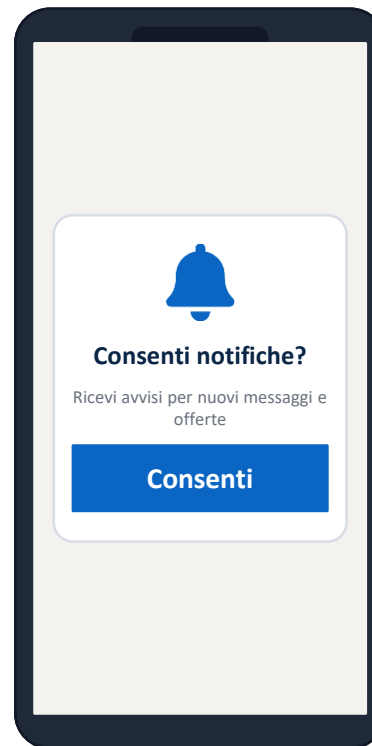 Consenti notifiche?
Ricevi avvisi per nuovi messaggi e
offerte
Consenti